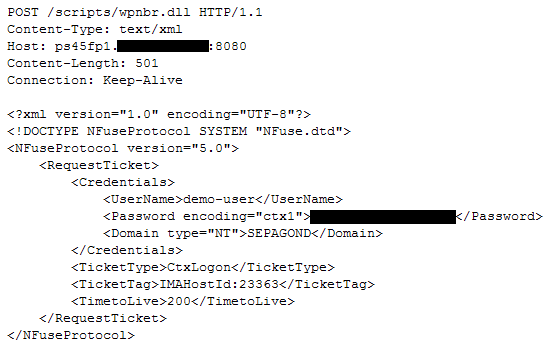 POST /scripts/wpnbr.dll HTTP/1.1
Content-Type: text/xml
Host: ps45fp1.:8080
Content-Length: 501
Connection: Keep-Alive
<?xml version="1.0" encoding="UTF-8"?>
<!DOCTYPE NFuseProtocol SYSTEM "NFuse.dtd">
<NFuseProtocol version="5.0">
<RequestTicket>
<Credentials>
<UserName>demo-user</UserName>
<Password encoding="ctx1"></Password>
<Domain type="NT">SEPAGOND</Domain>
</Credentials>
<TicketType>CtxLogon</TicketType>
<TicketTag>IMAHostId:23363</TicketTag>
<TimetoLive>200</TimetoLive>
</RequestTicket>
</NFuseProtocol>